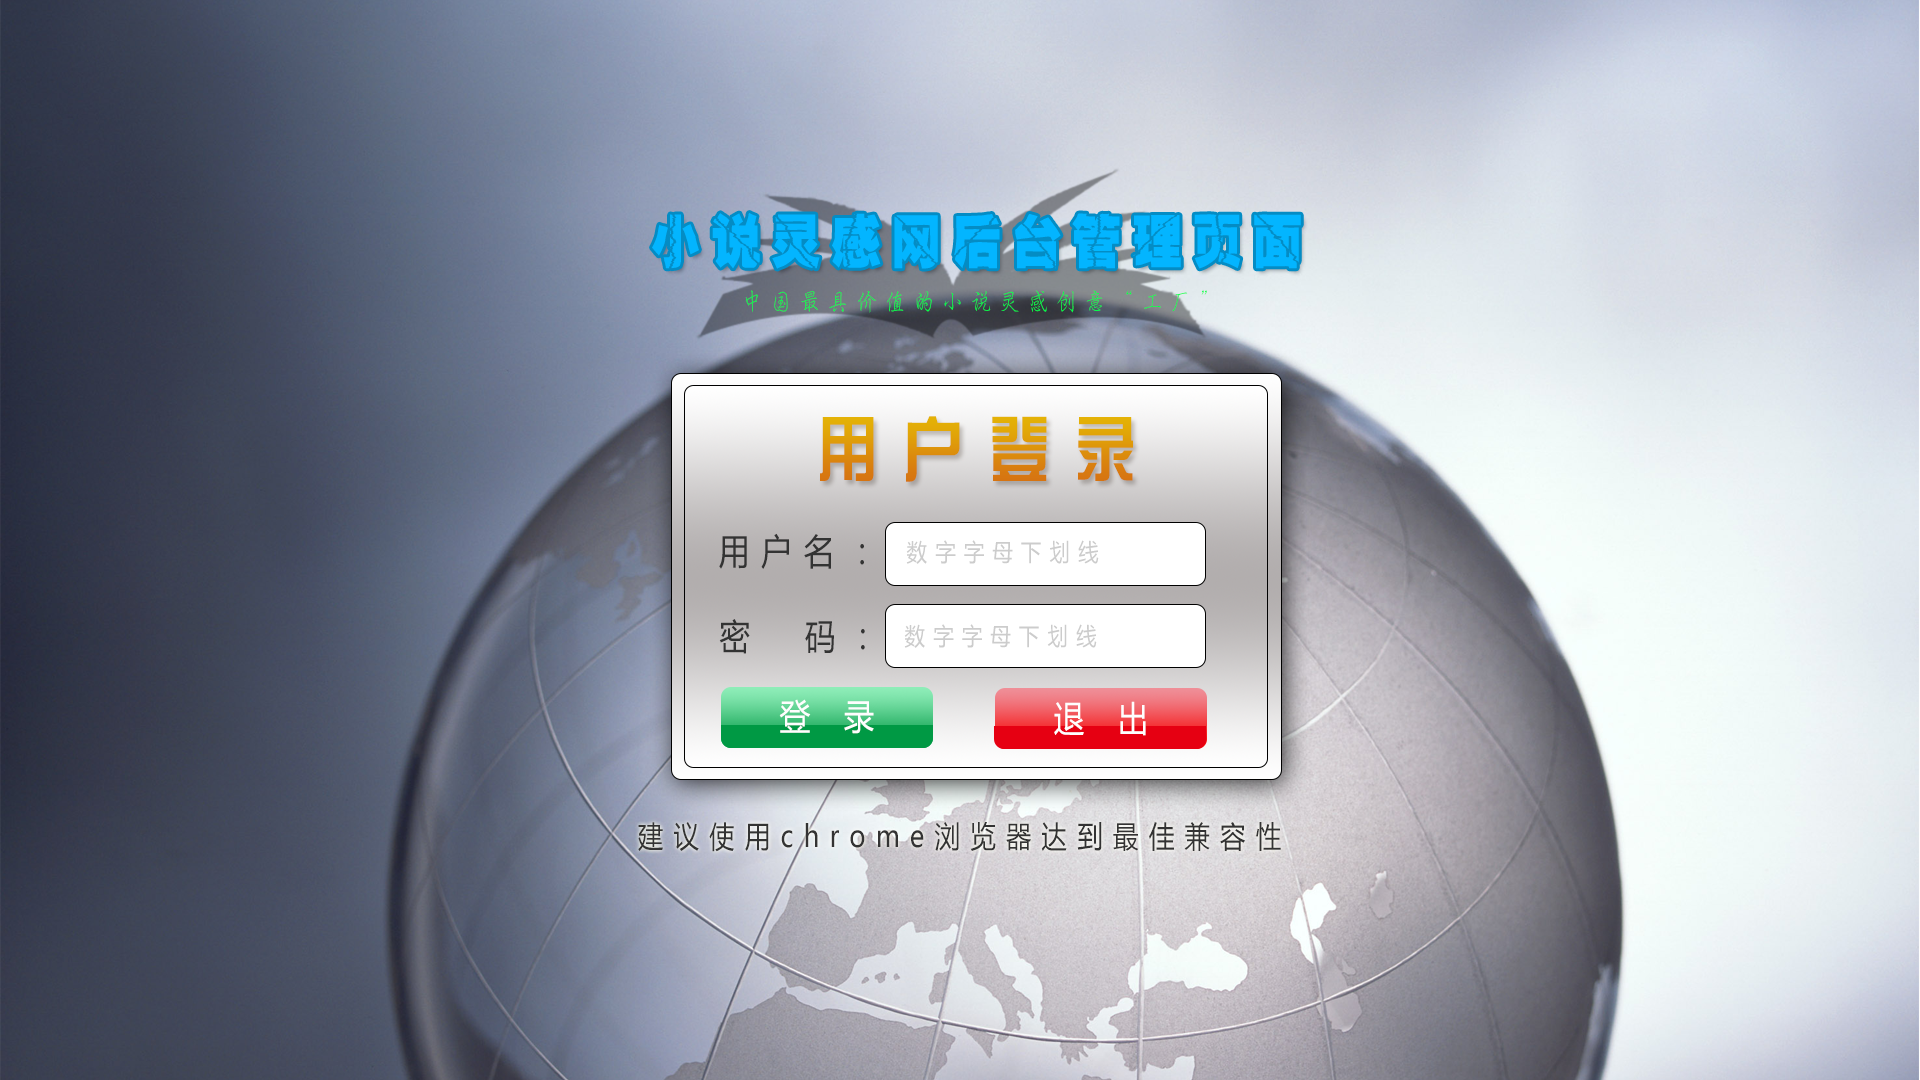 小说灵感网后台管理页面
中国最具价值的小说灵感创意“工厂”
用户登录
用户名：数字字母下划线
密 码：数字字母下划线
登 录 退 出
建议使用chrome浏览器达到最佳兼容性